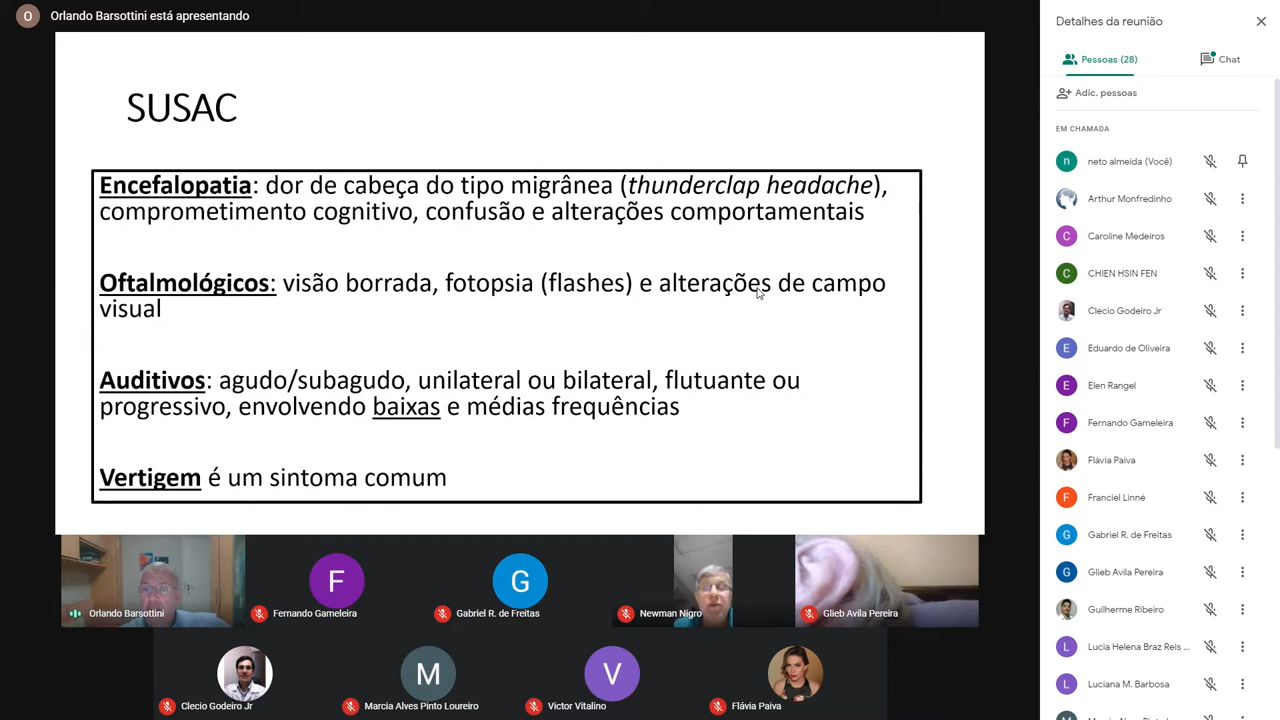 O
Orlando Barsottini está apresentando
SUSAC
Encefalopatia: dor de cabeça do tipo migrânea (thunderclap headache),
comprometimento cognitivo, confusão e alterações comportamentais
Oftalmológicos: visão borrada, fotopsia (flashes) e alterações de campo
visual
Auditivos: agudo/subagudo, unilateral ou bilateral, flutuante ou
progressivo, envolvendo baixas e médias frequências
Vertigem é um sintoma comum
Orlando Barsottini
F
Fernando Gameleira
G
Gabriel R. de Freitas
Newman Nigro
Glieb Avila Pereira
Clecio Godeiro Jr
M
Marcia Alves Pinto Loureiro
V
Victor Vitalino
Flávia Paiva
Detalhes da reunião
Pessoas (28)
Chat
Adic. pessoas
EM CHAMADA
n neto almeida (Você)
Arthur Monfredinho
C Caroline Medeiros
C CHIEN HSIN FEN
Clecio Godeiro Jr
E Eduardo de Oliveira
E Elen Rangel
F Fernando Gameleira
Flávia Paiva
F Franciel Linné
G Gabriel R. de Freitas
G Glieb Avila Pereira
Guilherme Ribeiro
L Lucia Helena Braz Reis ...
L Luciana M. Barbosa